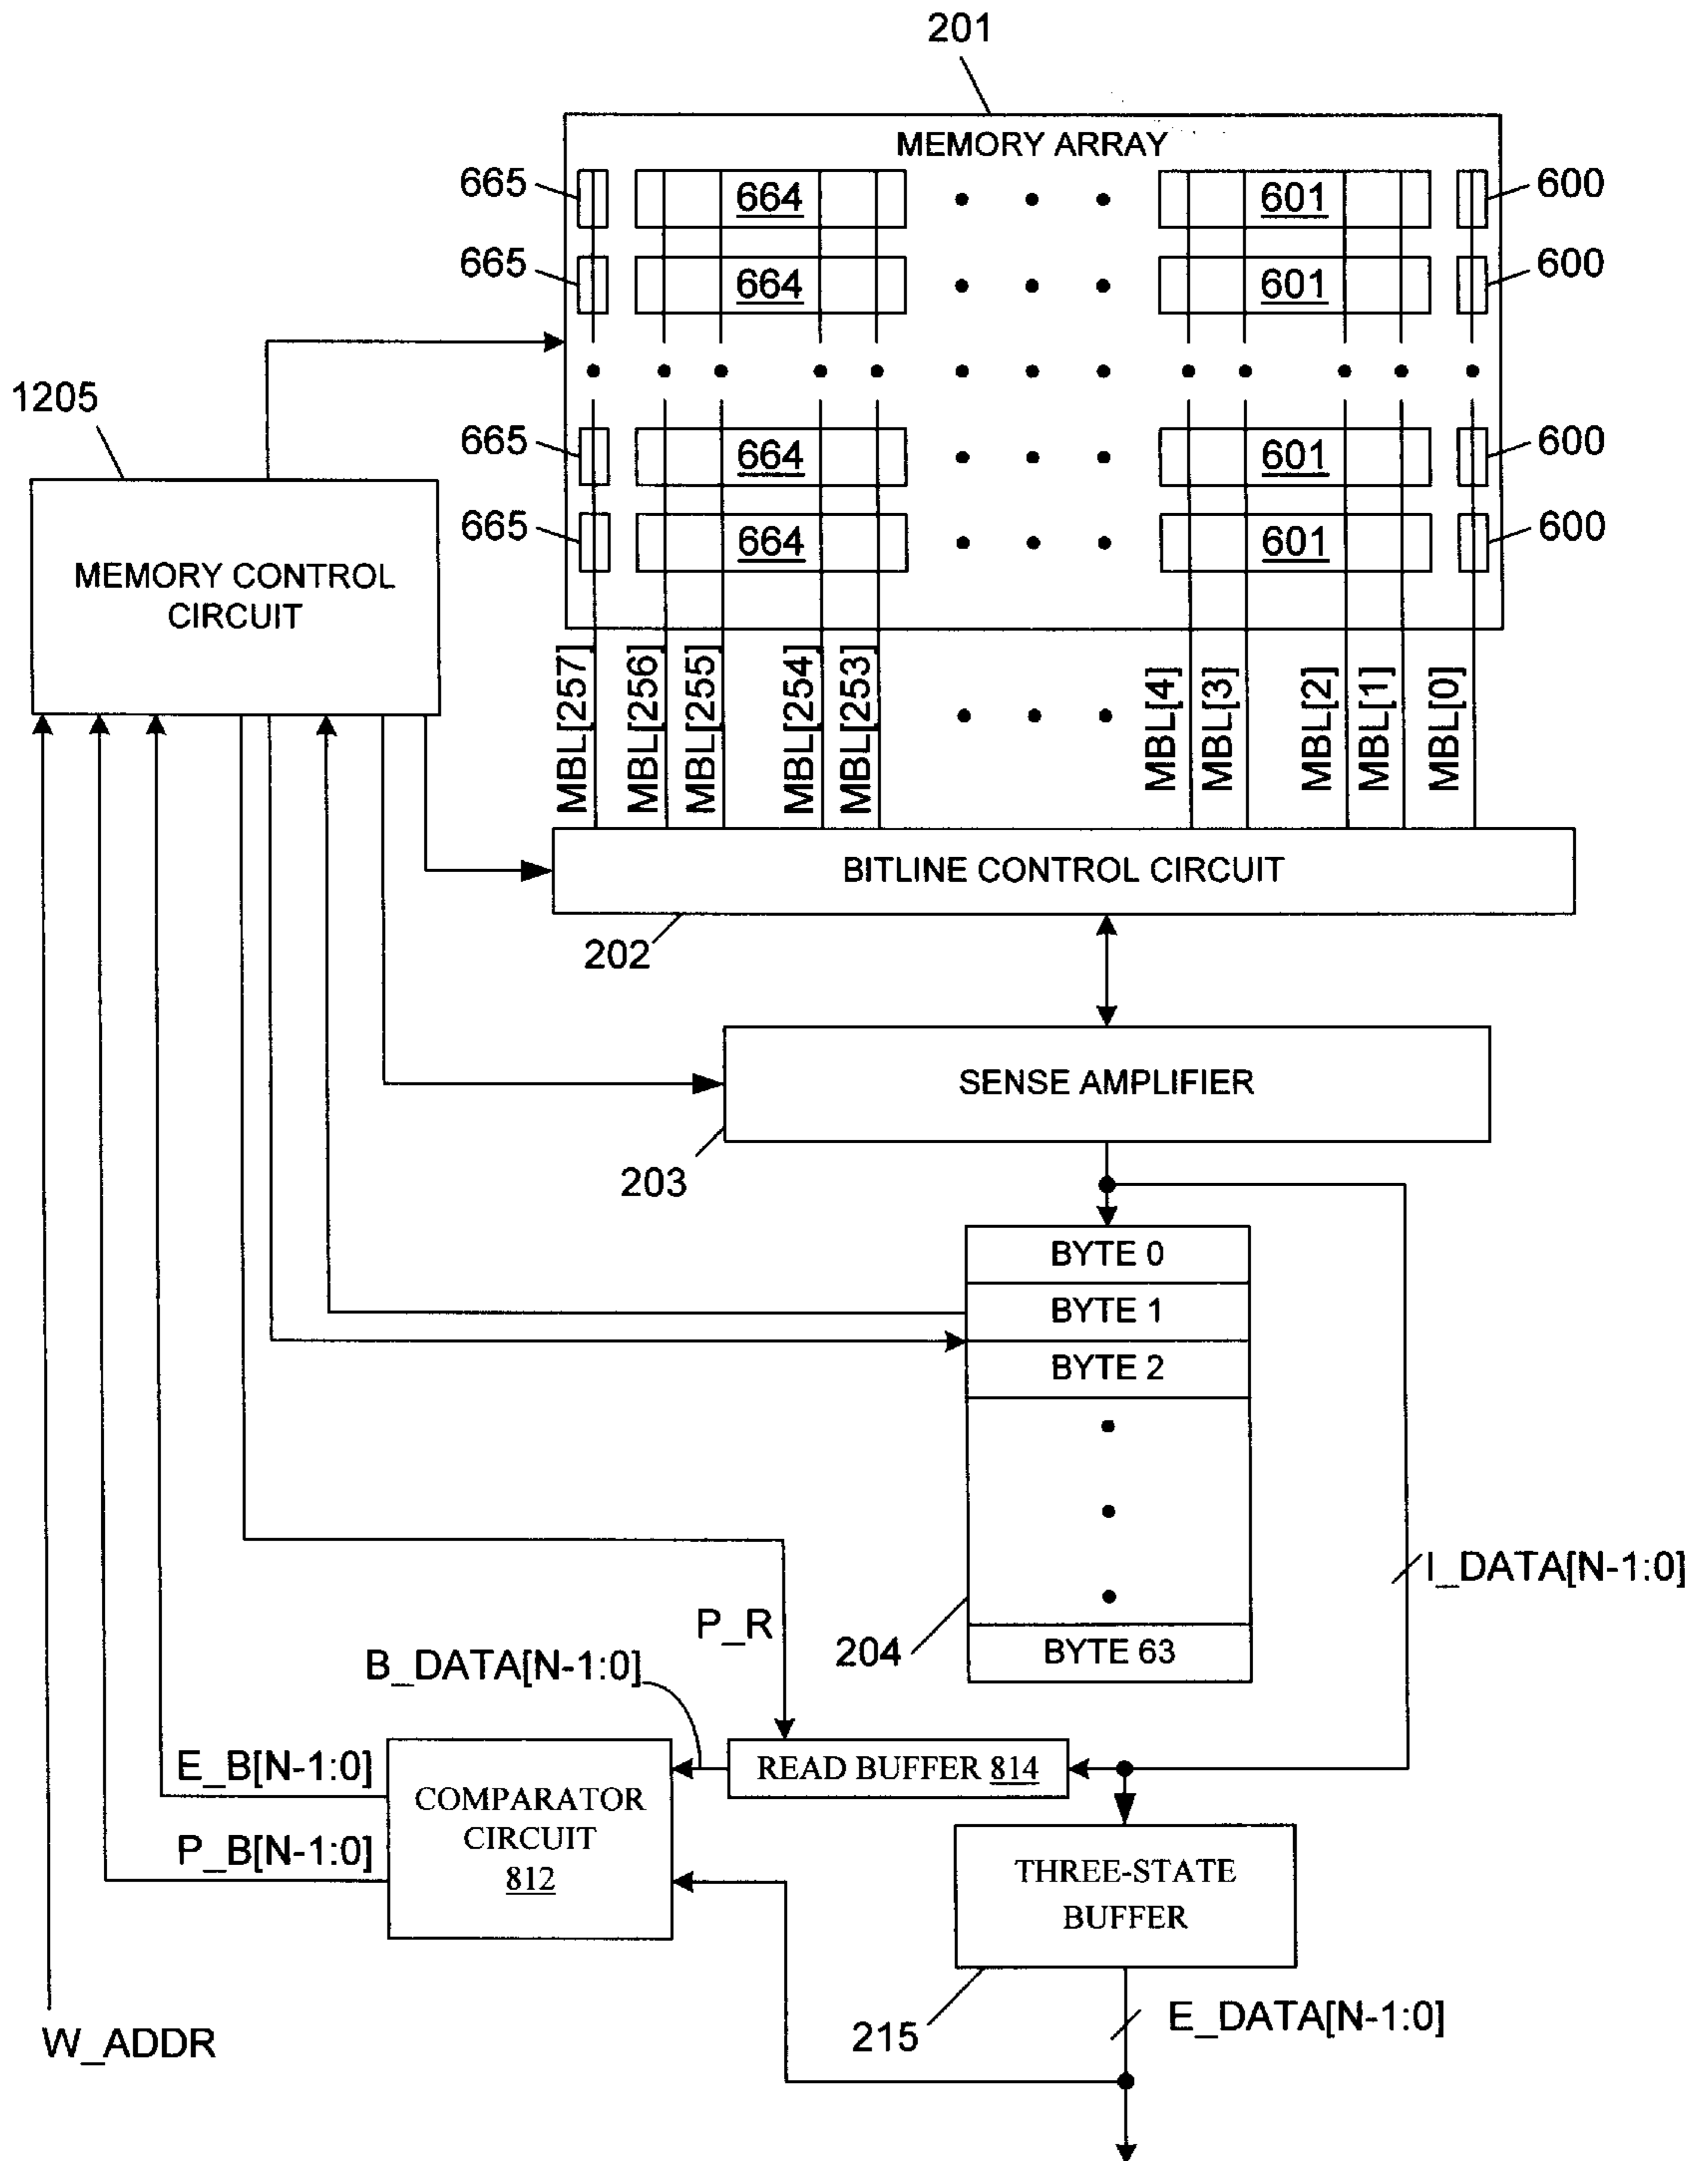 201
MEMORY ARRAY
665 664 601 600
665 664 601 600
1205
665 664 601 600
665 664 601 600
MEMORY CONTROL
CIRCUIT
MBL[257]
MBL[256]
MBL[255]
MBL[254]
MBL[253]
MBL[4]
MBL[3]
MBL[2]
MBL[1]
MBL[0]
BITLINE CONTROL CIRCUIT
202
SENSE AMPLIFIER
203
BYTE 0
BYTE 1
BYTE 2
I_DATA[N-1:0]
P_R
204
BYTE 63
B_DATA[N-1:0]
E_B[N-1:0]
READ BUFFER 814
COMPARATOR
CIRCUIT
812
P_B[N-1:0]
THREE-STATE
BUFFER
215
E_DATA[N-1:0]
W_ADDR